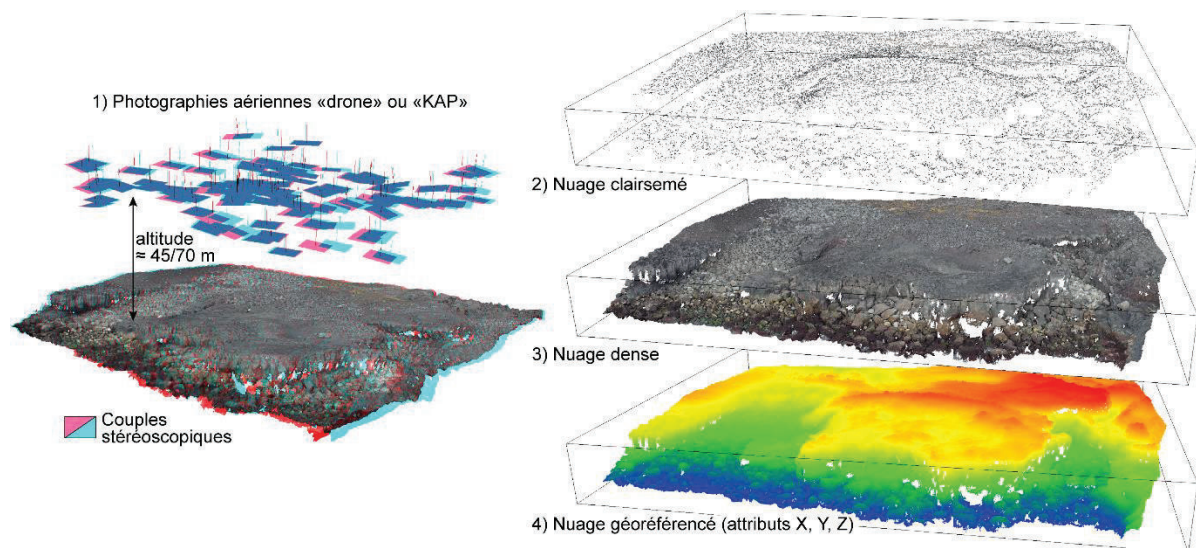 1) Photographies aériennes «drone» ou «KAP»
altitude
≈ 45/70 m
Couples
stéréoscopiques
2) Nuage clairsemé
3) Nuage dense
4) Nuage géoréférencé (attributs X, Y, Z)